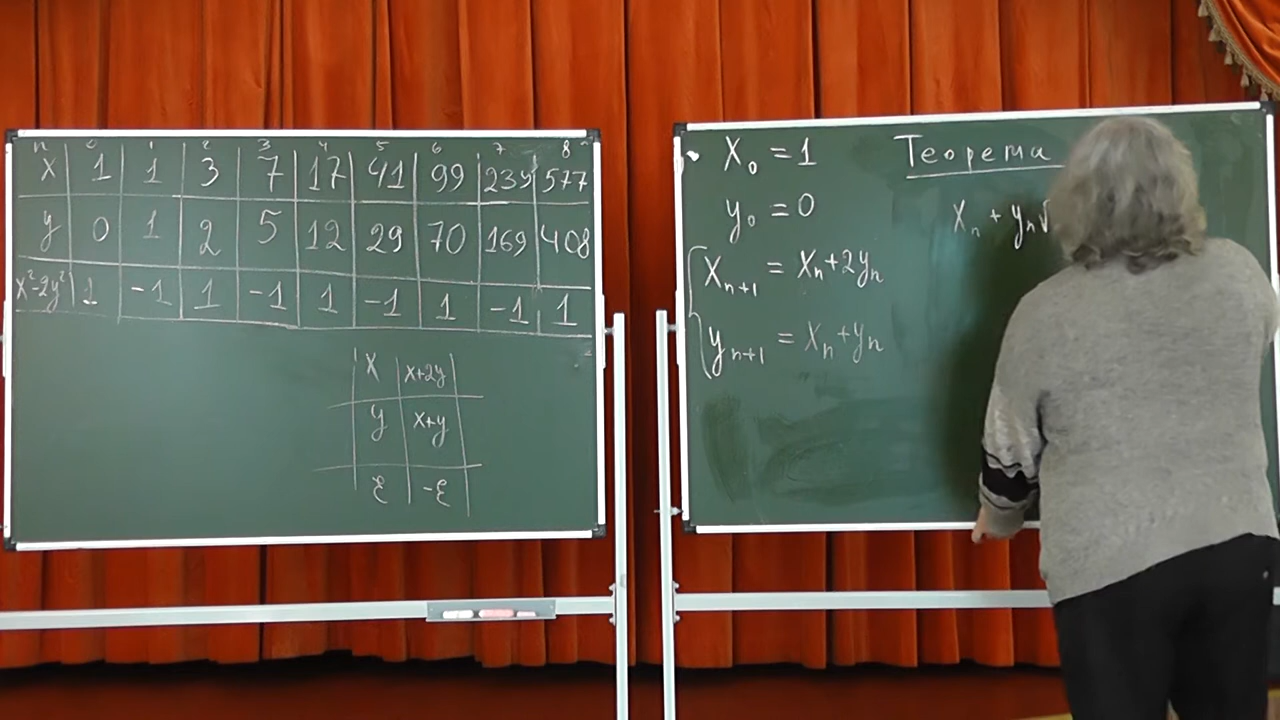 n 0 1 2 3 4 5 6 7 8
x 1 1 3 7 17 41 99 239 577
y 0 1 2 5 12 29 70 169 408
x²-2y² 1 -1 1 -1 1 -1 1 -1 1
x x+2y
y x+y
ε -ε
x₀ = 1
y₀ = 0
xₙ₊₁ = xₙ+2yₙ
yₙ₊₁ = xₙ+yₙ
Теорема
xₙ + yₙ√